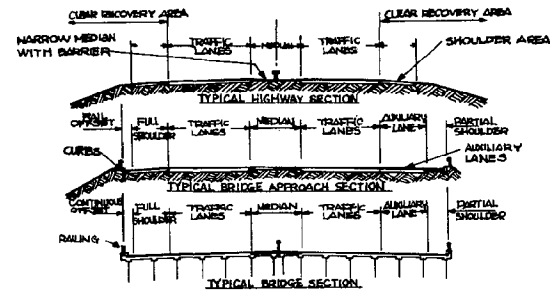 CLEAR RECOVERY AREA
CLEAR RECOVERY AREA
NARROW MEDIAN
WITH BARRIER
TRAFFIC
LANES
MEDIAN
TRAFFIC
LANES
SHOULDER AREA
TYPICAL HIGHWAY SECTION
RAIL
OFFSET
FULL
SHOULDER
TRAFFIC
LANES
MEDIAN
TRAFFIC
LANES
AUXILIARY
LANE
PARTIAL
SHOULDER
CURBS
AUXILIARY
LANES
TYPICAL BRIDGE APPROACH SECTION
CONTINUOUS
OFFSET
FULL
SHOULDER
TRAFFIC
LANES
MEDIAN
TRAFFIC
LANES
AUXILIARY
LANE
PARTIAL
SHOULDER
RAILING
TYPICAL BRIDGE SECTION